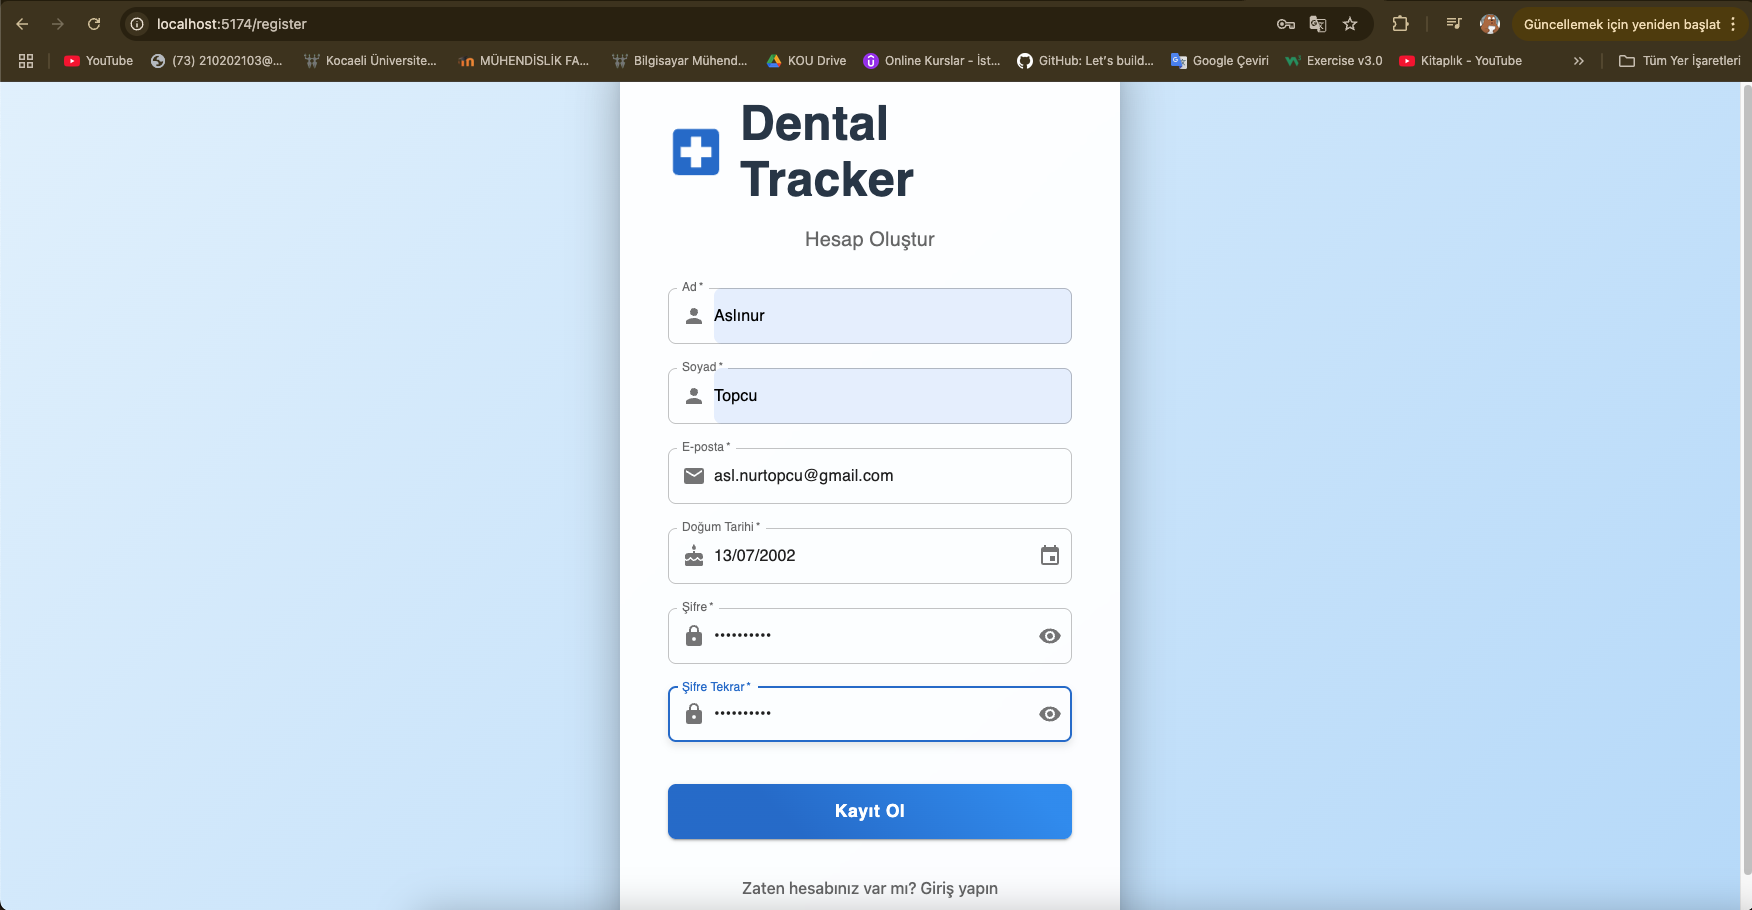 localhost:5174/register
Güncellemek için yeniden başlat
YouTube
(73) 210202103@...
Kocaeli Üniversite...
MÜHENDİSLİK FA...
Bilgisayar Mühend...
KOU Drive
Online Kurslar - İst...
GitHub: Let's build...
Google Çeviri
Exercise v3.0
Kitaplık - YouTube
Tüm Yer İşaretleri
Dental
Tracker
Hesap Oluştur
Ad *
Aslınur
Soyad *
Topcu
E-posta *
asl.nurtopcu@gmail.com
Doğum Tarihi *
13/07/2002
Şifre *
••••••••••
Şifre Tekrar *
••••••••••
Kayıt Ol
Zaten hesabınız var mı? Giriş yapın